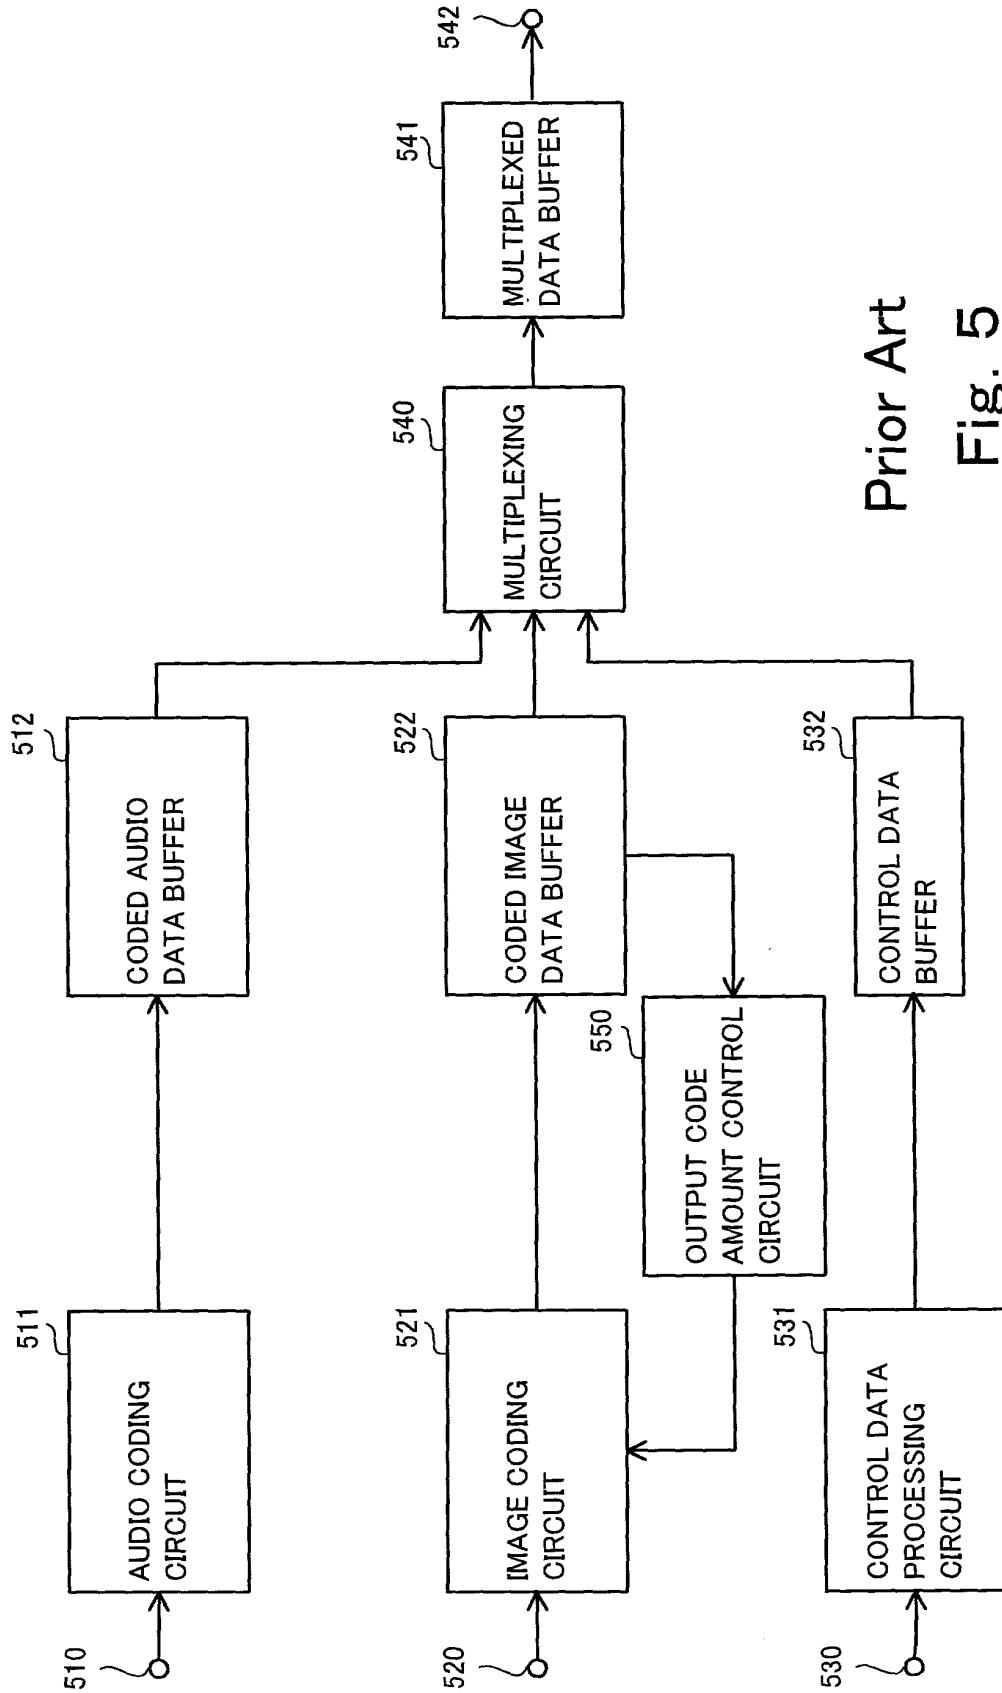 510
511
AUDIO CODING
CIRCUIT
512
CODED AUDIO
DATA BUFFER
520
521
IMAGE CODING
CIRCUIT
522
CODED IMAGE
DATA BUFFER
540
MULTIPLEXING
CIRCUIT
541
MULTIPLEXED
DATA BUFFER
542
550
OUTPUT CODE
AMOUNT CONTROL
CIRCUIT
530
531
CONTROL DATA
PROCESSING
CIRCUIT
532
CONTROL DATA
BUFFER
Prior Art
Fig. 5